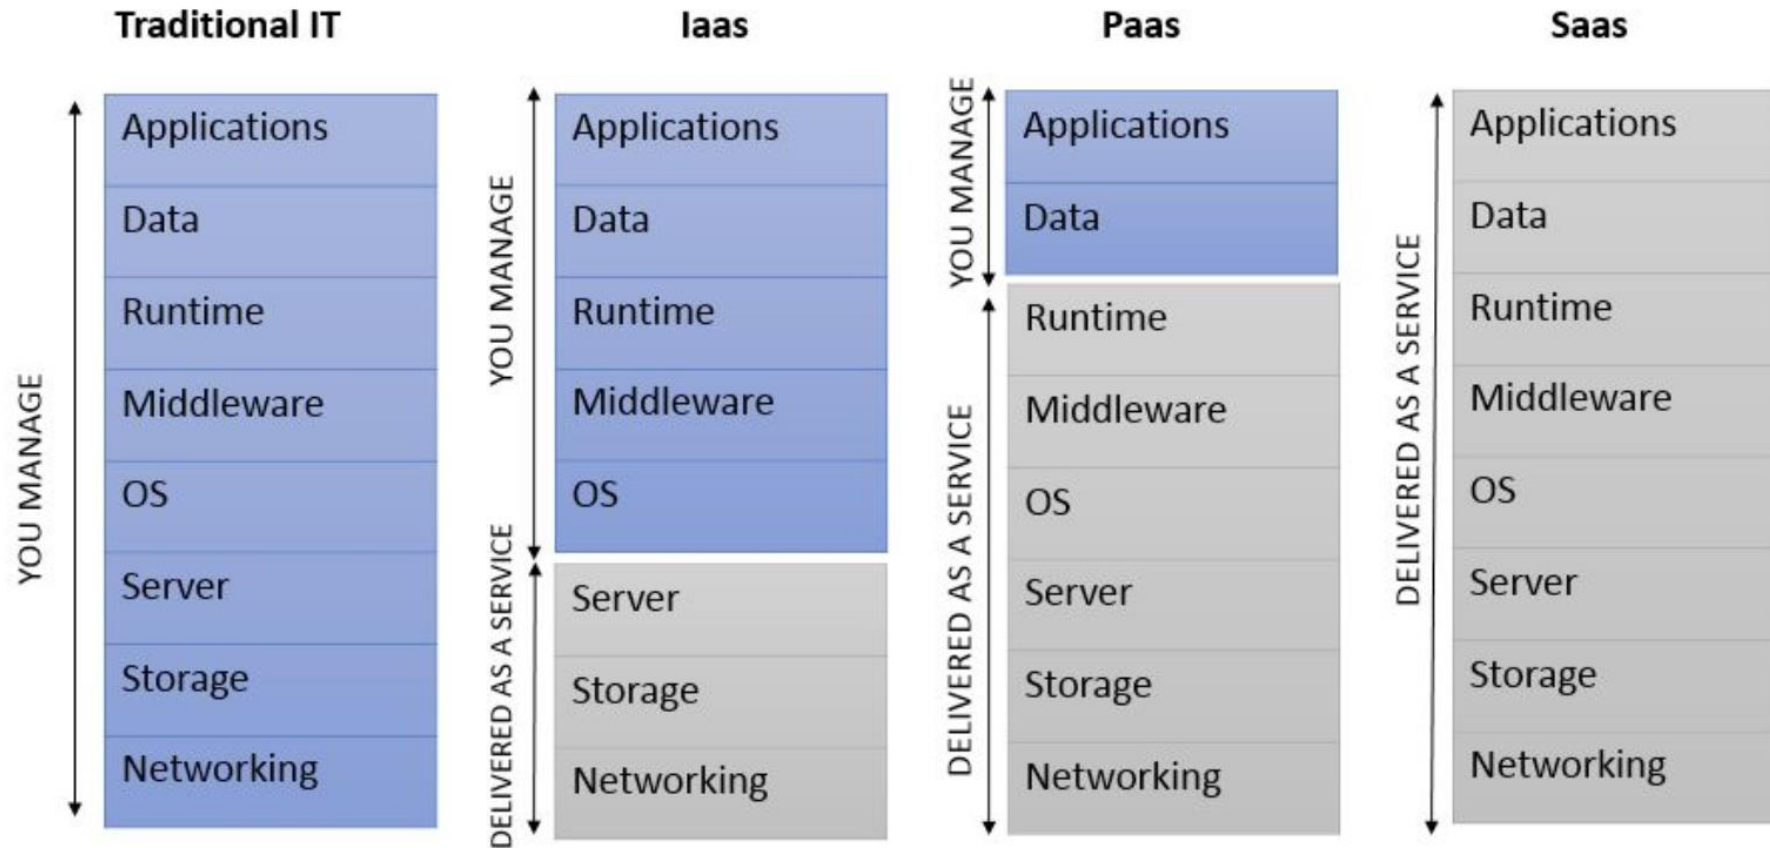 Traditional IT
YOU MANAGE
Applications
Data
Runtime
Middleware
OS
Server
Storage
Networking
Iaas
YOU MANAGE
Applications
Data
Runtime
Middleware
OS
DELIVERED AS A SERVICE
Server
Storage
Networking
Paas
YOU MANAGE
Applications
Data
DELIVERED AS A SERVICE
Runtime
Middleware
OS
Server
Storage
Networking
Saas
DELIVERED AS A SERVICE
Applications
Data
Runtime
Middleware
OS
Server
Storage
Networking